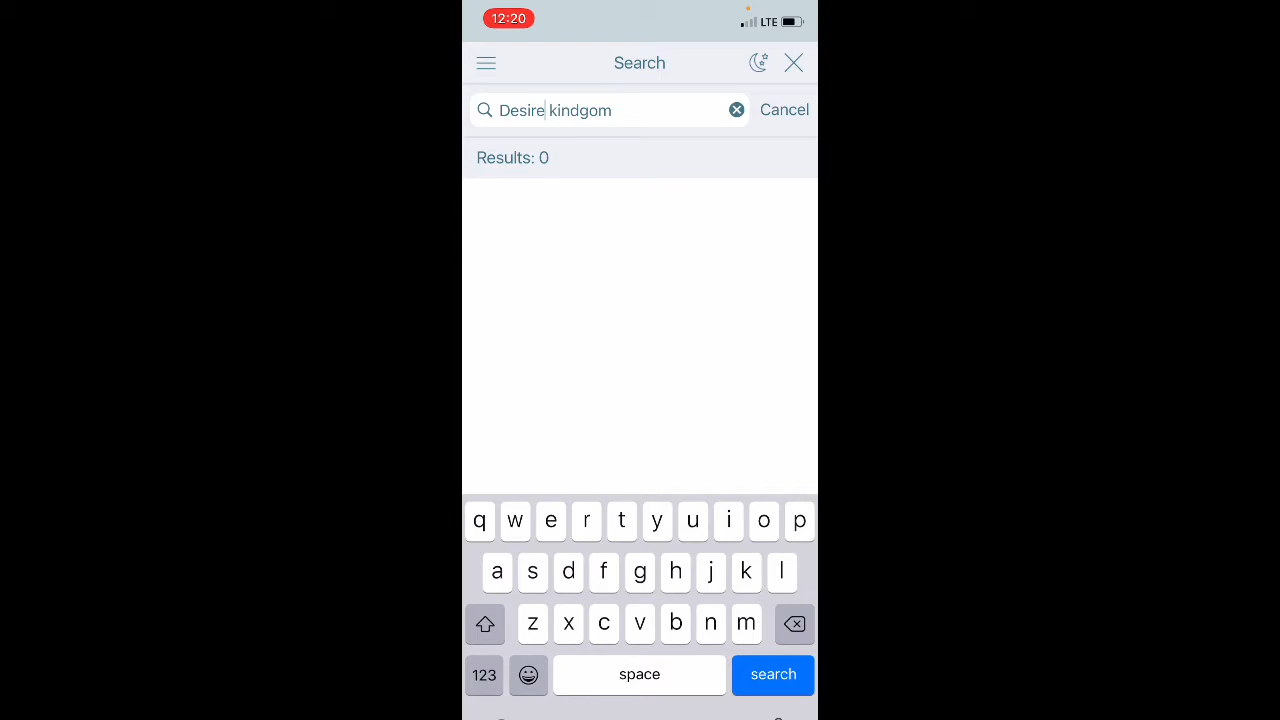 12:20
LTE
Search
Desire kindgom
Cancel
Results: 0
q w e r t y u i o p
a s d f g h j k l
z x c v b n m
123 space search